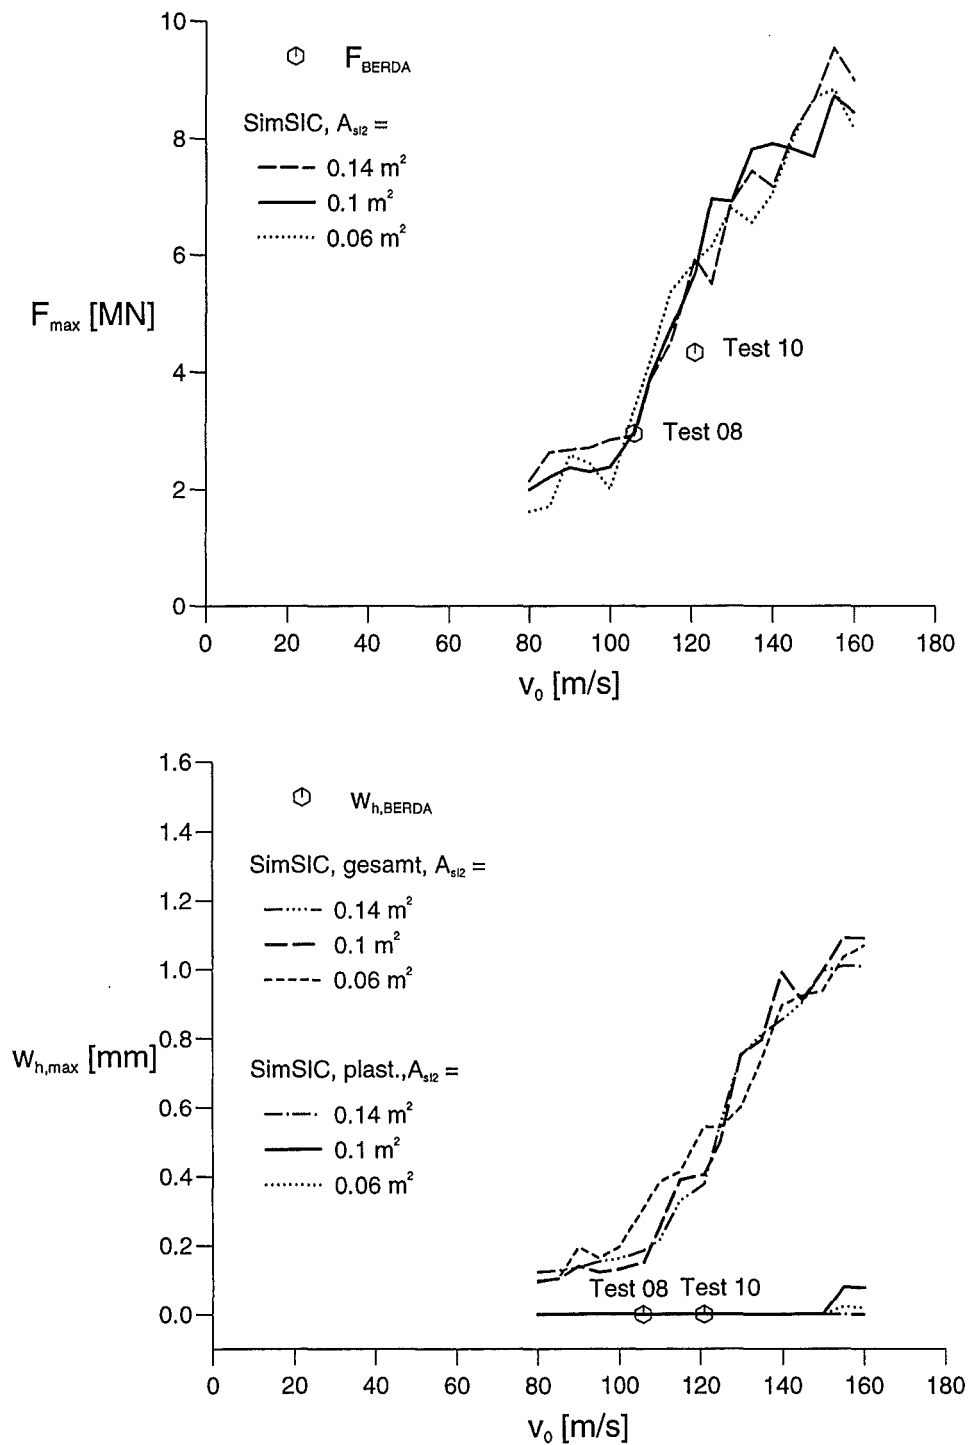 10
F_BERDA
SimSIC, A_sl2 =
0.14 m²
0.1 m²
0.06 m²
8
6
F_max [MN]
4
2
0
Test 10
Test 08
0 20 40 60 80 100 120 140 160 180
v_0 [m/s]
1.6
w_h,BERDA
1.4
SimSIC, gesamt, A_sl2 =
1.2
0.14 m²
0.1 m²
1.0
0.06 m²
0.8
w_h,max [mm]
SimSIC, plast.,A_sl2 =
0.6
0.14 m²
0.1 m²
0.4
0.06 m²
0.2
Test 08 Test 10
0.0
0 20 40 60 80 100 120 140 160 180
v_0 [m/s]